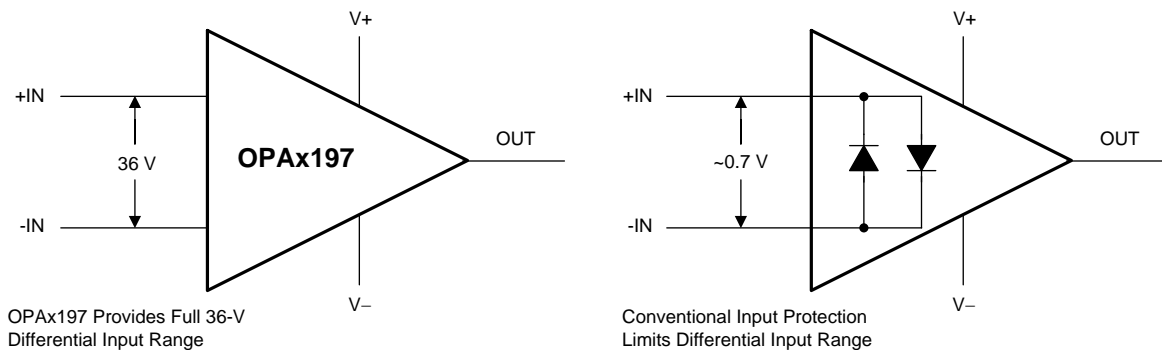 V+
+IN
36 V
OPAx197
OUT
-IN
V−
OPAx197 Provides Full 36-V
Differential Input Range
V+
+IN
~0.7 V
OUT
-IN
V−
Conventional Input Protection
Limits Differential Input Range